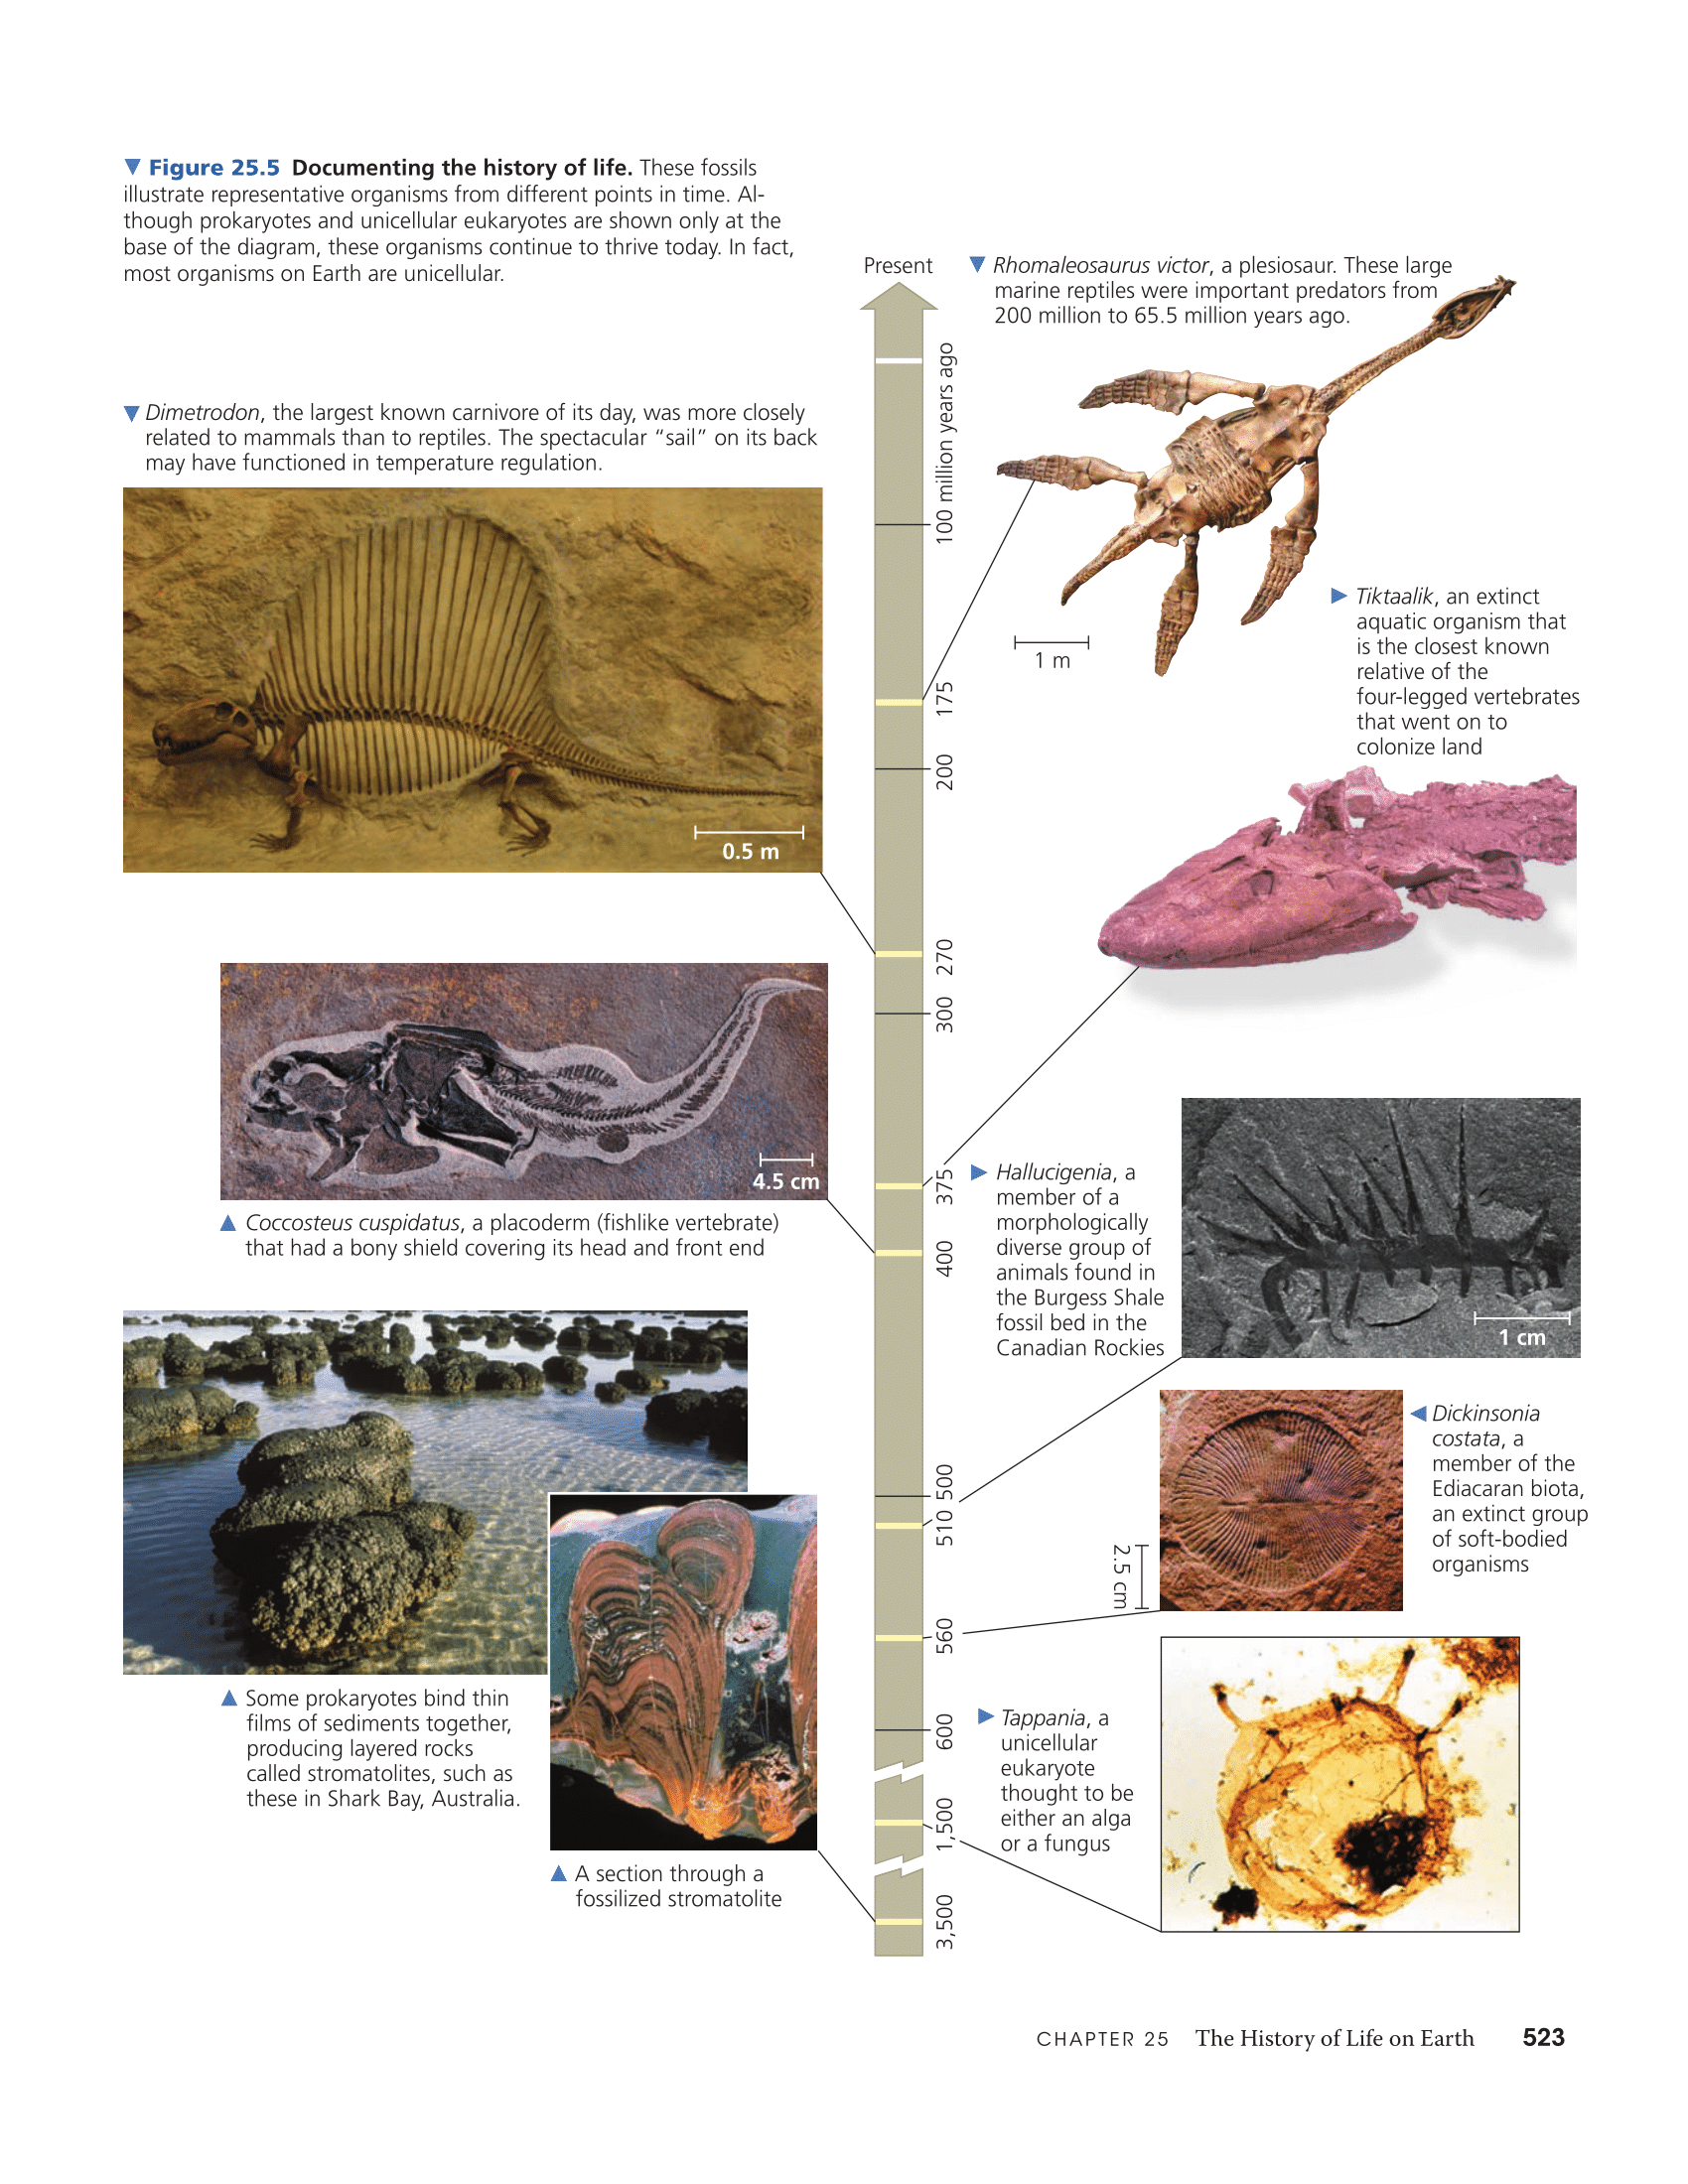 ▼ Figure 25.5 Documenting the history of life. These fossils
illustrate representative organisms from different points in time. Al-
though prokaryotes and unicellular eukaryotes are shown only at the
base of the diagram, these organisms continue to thrive today. In fact,
most organisms on Earth are unicellular.
Present
▼ Rhomaleosaurus victor, a plesiosaur. These large
marine reptiles were important predators from
200 million to 65.5 million years ago.
▼ Dimetrodon, the largest known carnivore of its day, was more closely
related to mammals than to reptiles. The spectacular “sail” on its back
may have functioned in temperature regulation.
0.5 m
100 million years ago
1 m
175
▶ Tiktaalik, an extinct
aquatic organism that
is the closest known
relative of the
four-legged vertebrates
that went on to
colonize land
200
270
300
4.5 cm
▲ Coccosteus cuspidatus, a placoderm (fishlike vertebrate)
that had a bony shield covering its head and front end
375
400
▶ Hallucigenia, a
member of a
morphologically
diverse group of
animals found in
the Burgess Shale
fossil bed in the
Canadian Rockies
1 cm
500
510
◀ Dickinsonia
costata, a
member of the
Ediacaran biota,
an extinct group
of soft-bodied
organisms
2.5 cm
560
600
▲ Some prokaryotes bind thin
films of sediments together,
producing layered rocks
called stromatolites, such as
these in Shark Bay, Australia.
▶ Tappania, a
unicellular
eukaryote
thought to be
either an alga
or a fungus
1,500
▲ A section through a
fossilized stromatolite
3,500
CHAPTER 25 The History of Life on Earth 523